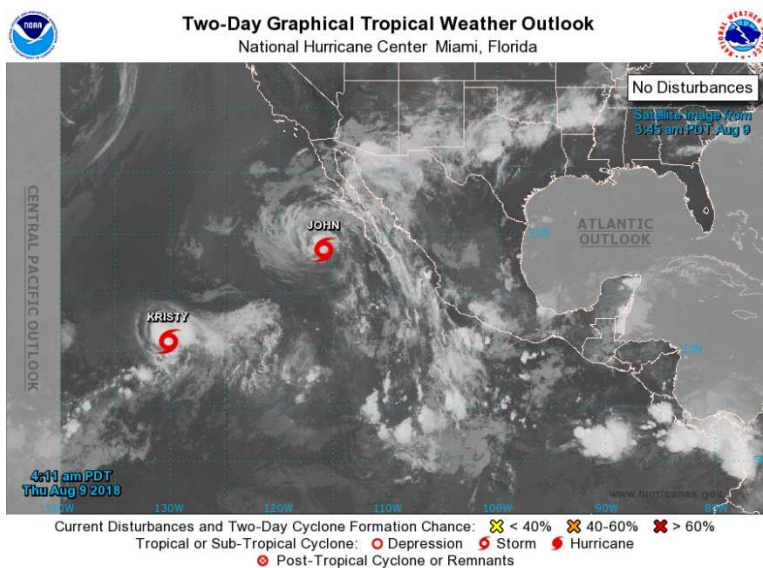 Two-Day Graphical Tropical Weather Outlook
National Hurricane Center Miami, Florida
NOAA
No Disturbances
Satellite Image from
3:45 am PDT Aug 9
CENTRAL PACIFIC OUTLOOK
JOHN
ATLANTIC
OUTLOOK
25N
KRISTY
15N
4:11 am PDT
Thu Aug 9 2018
www.hurricanes.gov
130W
120W
110W
100W
90W
Current Disturbances and Two-Day Cyclone Formation Chance: < 40% 40-60% > 60%
Tropical or Sub-Tropical Cyclone: Depression Storm Hurricane
Post-Tropical Cyclone or Remnants